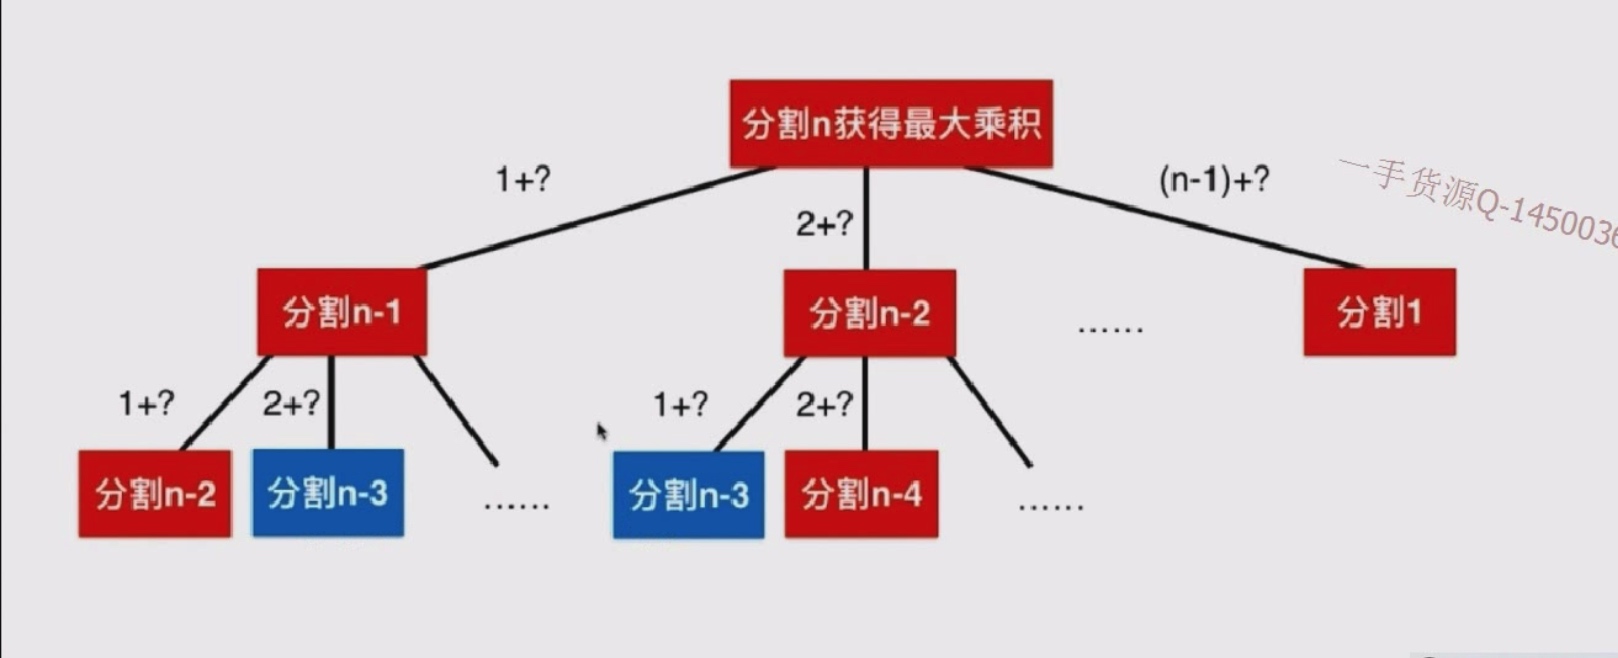 分割n获得最大乘积
1+?
2+?
(n-1)+?
一手货源Q-1450036
分割n-1
分割n-2
......
分割1
1+?
2+?
1+?
2+?
分割n-2
分割n-3
......
分割n-3
分割n-4
......